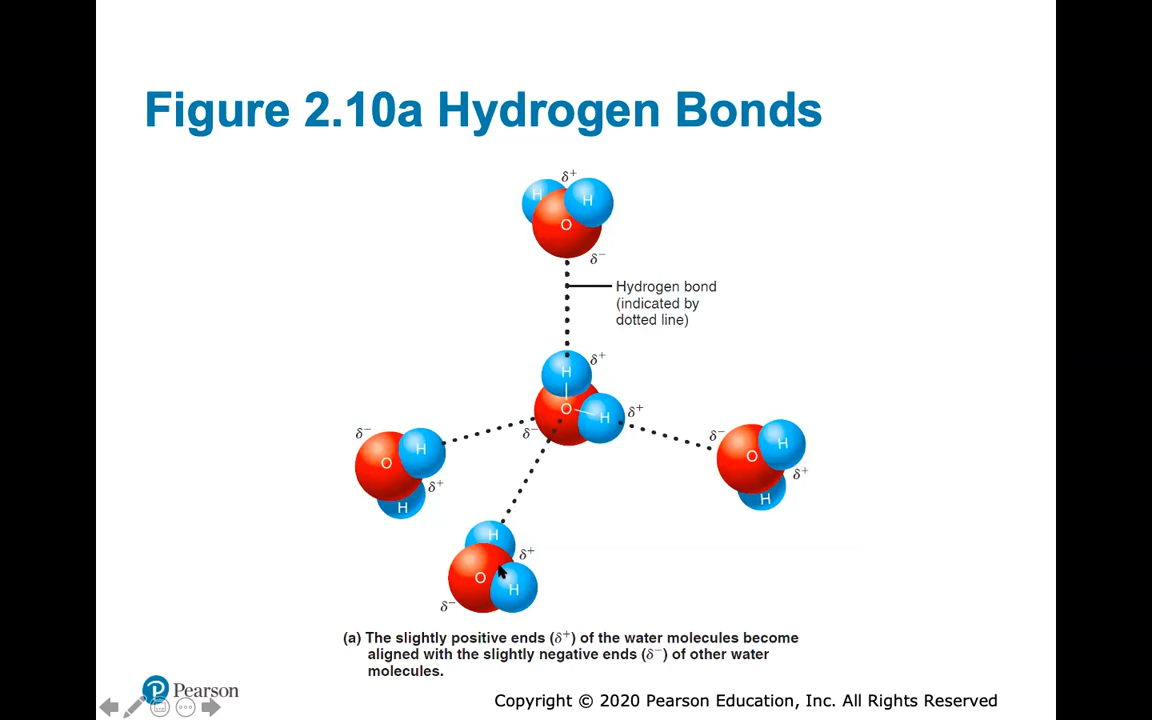 Figure 2.10a Hydrogen Bonds
δ+
H
H
O
δ−
Hydrogen bond
(indicated by
dotted line)
δ+
H
O
H
δ+
δ−
δ−
H
O
δ+
H
δ−
H
O
δ+
H
H
δ+
O
H
δ−
(a) The slightly positive ends (δ+) of the water molecules become
aligned with the slightly negative ends (δ−) of other water
molecules.
Pearson
Copyright © 2020 Pearson Education, Inc. All Rights Reserved